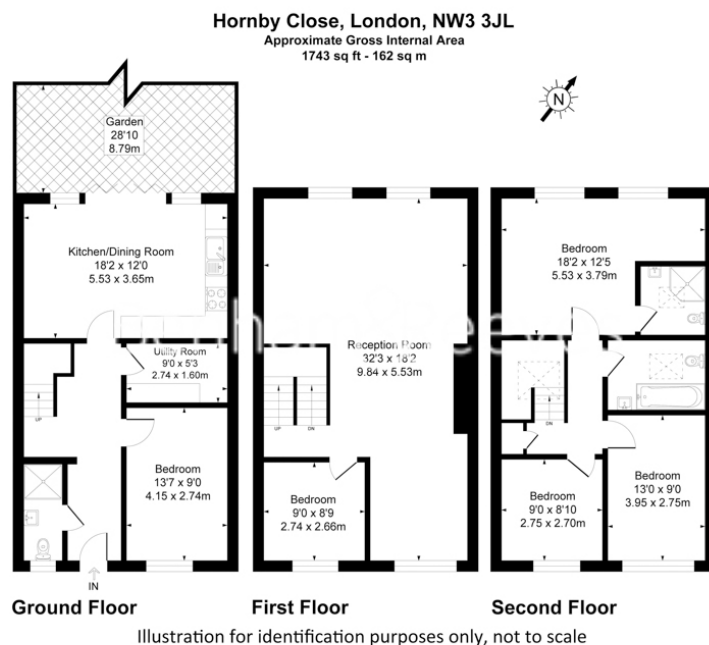 Hornby Close, London, NW3 3JL
Approximate Gross Internal Area
1743 sq ft - 162 sq m
N
Garden
28'10
8.79m
Kitchen/Dining Room
18'2 x 12'0
5.53 x 3.65m
Utility Room
9'0 x 5'3
2.74 x 1.60m
UP
Bedroom
13'7 x 9'0
4.15 x 2.74m
IN
Ground Floor
Reception Room
32'3 x 18'2
9.84 x 5.53m
UP
DN
Bedroom
9'0 x 8'9
2.74 x 2.66m
First Floor
Bedroom
18'2 x 12'5
5.53 x 3.79m
DN
Bedroom
9'0 x 8'10
2.75 x 2.70m
Bedroom
13'0 x 9'0
3.95 x 2.75m
Second Floor
Illustration for identification purposes only, not to scale